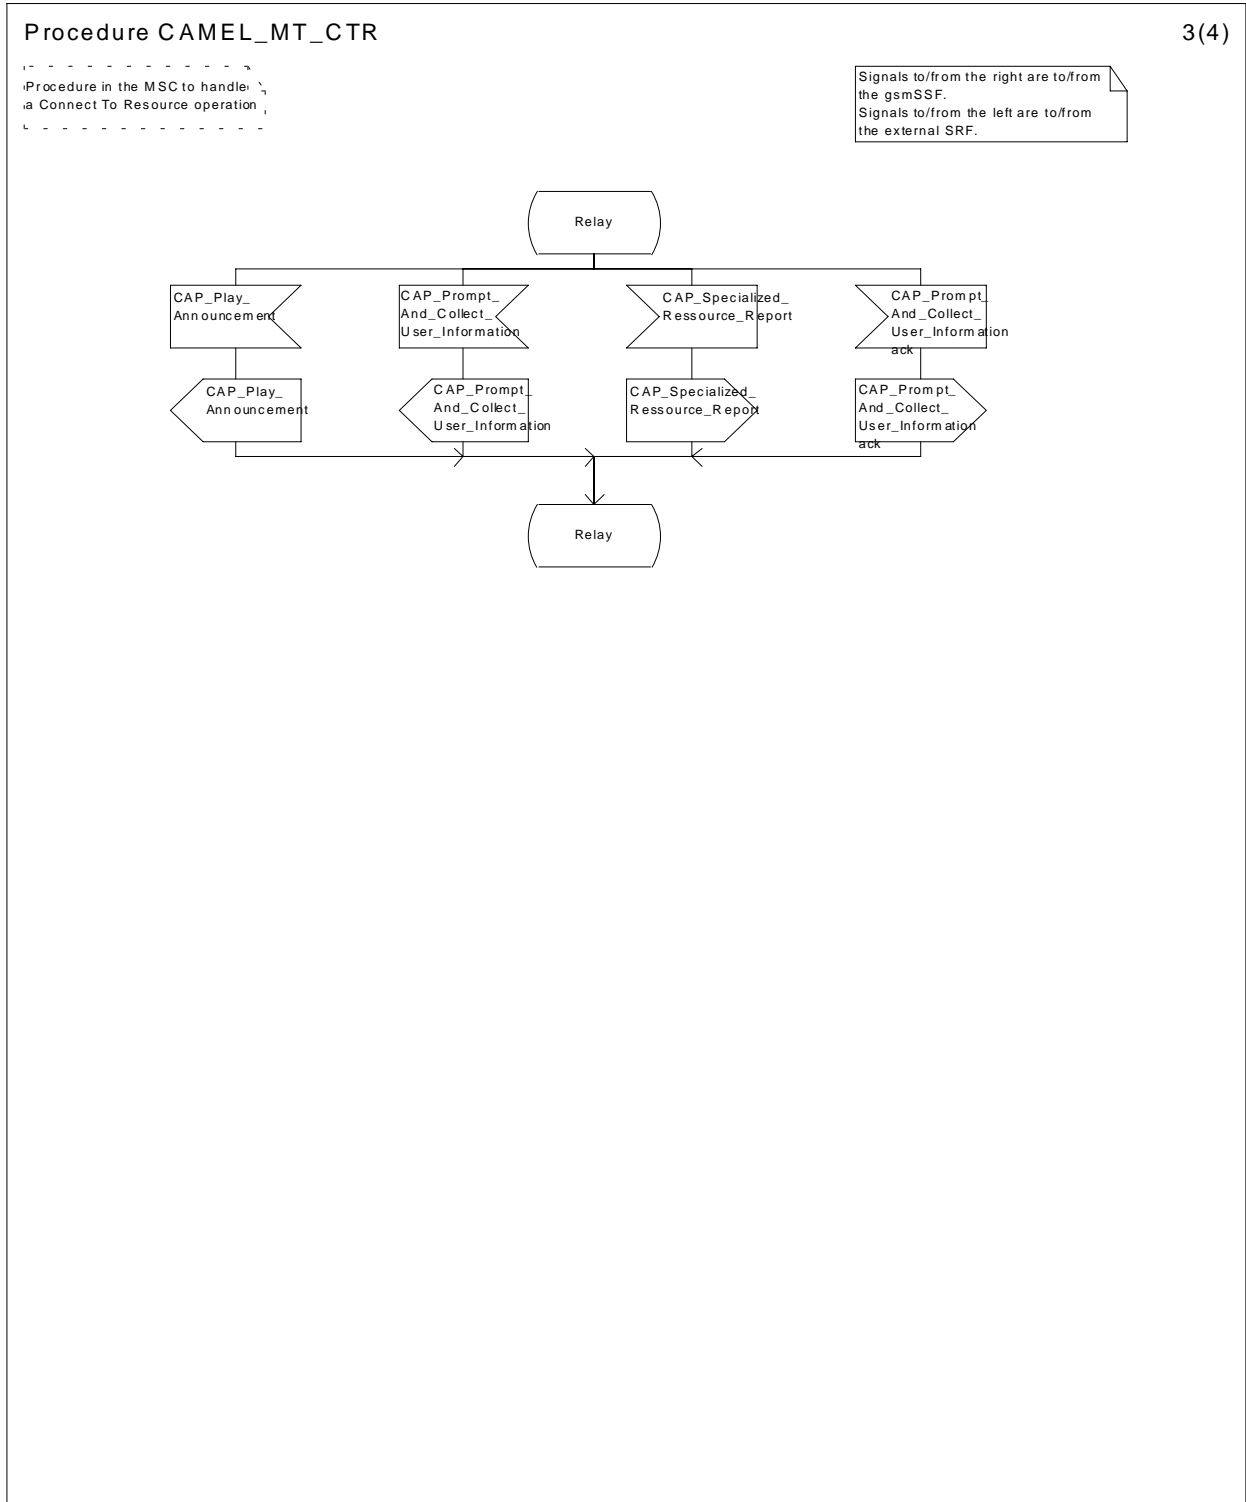 Procedure CAMEL_MT_CTR
3(4)
Procedure in the MSC to handle
a Connect To Resource operation
Signals to/from the right are to/from
the gsmSSF.
Signals to/from the left are to/from
the external SRF.
Relay
CAP_Play_
Announcement
CAP_Prompt_
And_Collect_
User_Information
CAP_Specialized_
Ressource_Report
CAP_Prompt_
And_Collect_
User_Information
ack
CAP_Play_
Announcement
CAP_Prompt_
And_Collect_
User_Information
CAP_Specialized_
Ressource_Report
CAP_Prompt_
And_Collect_
User_Information
ack
Relay